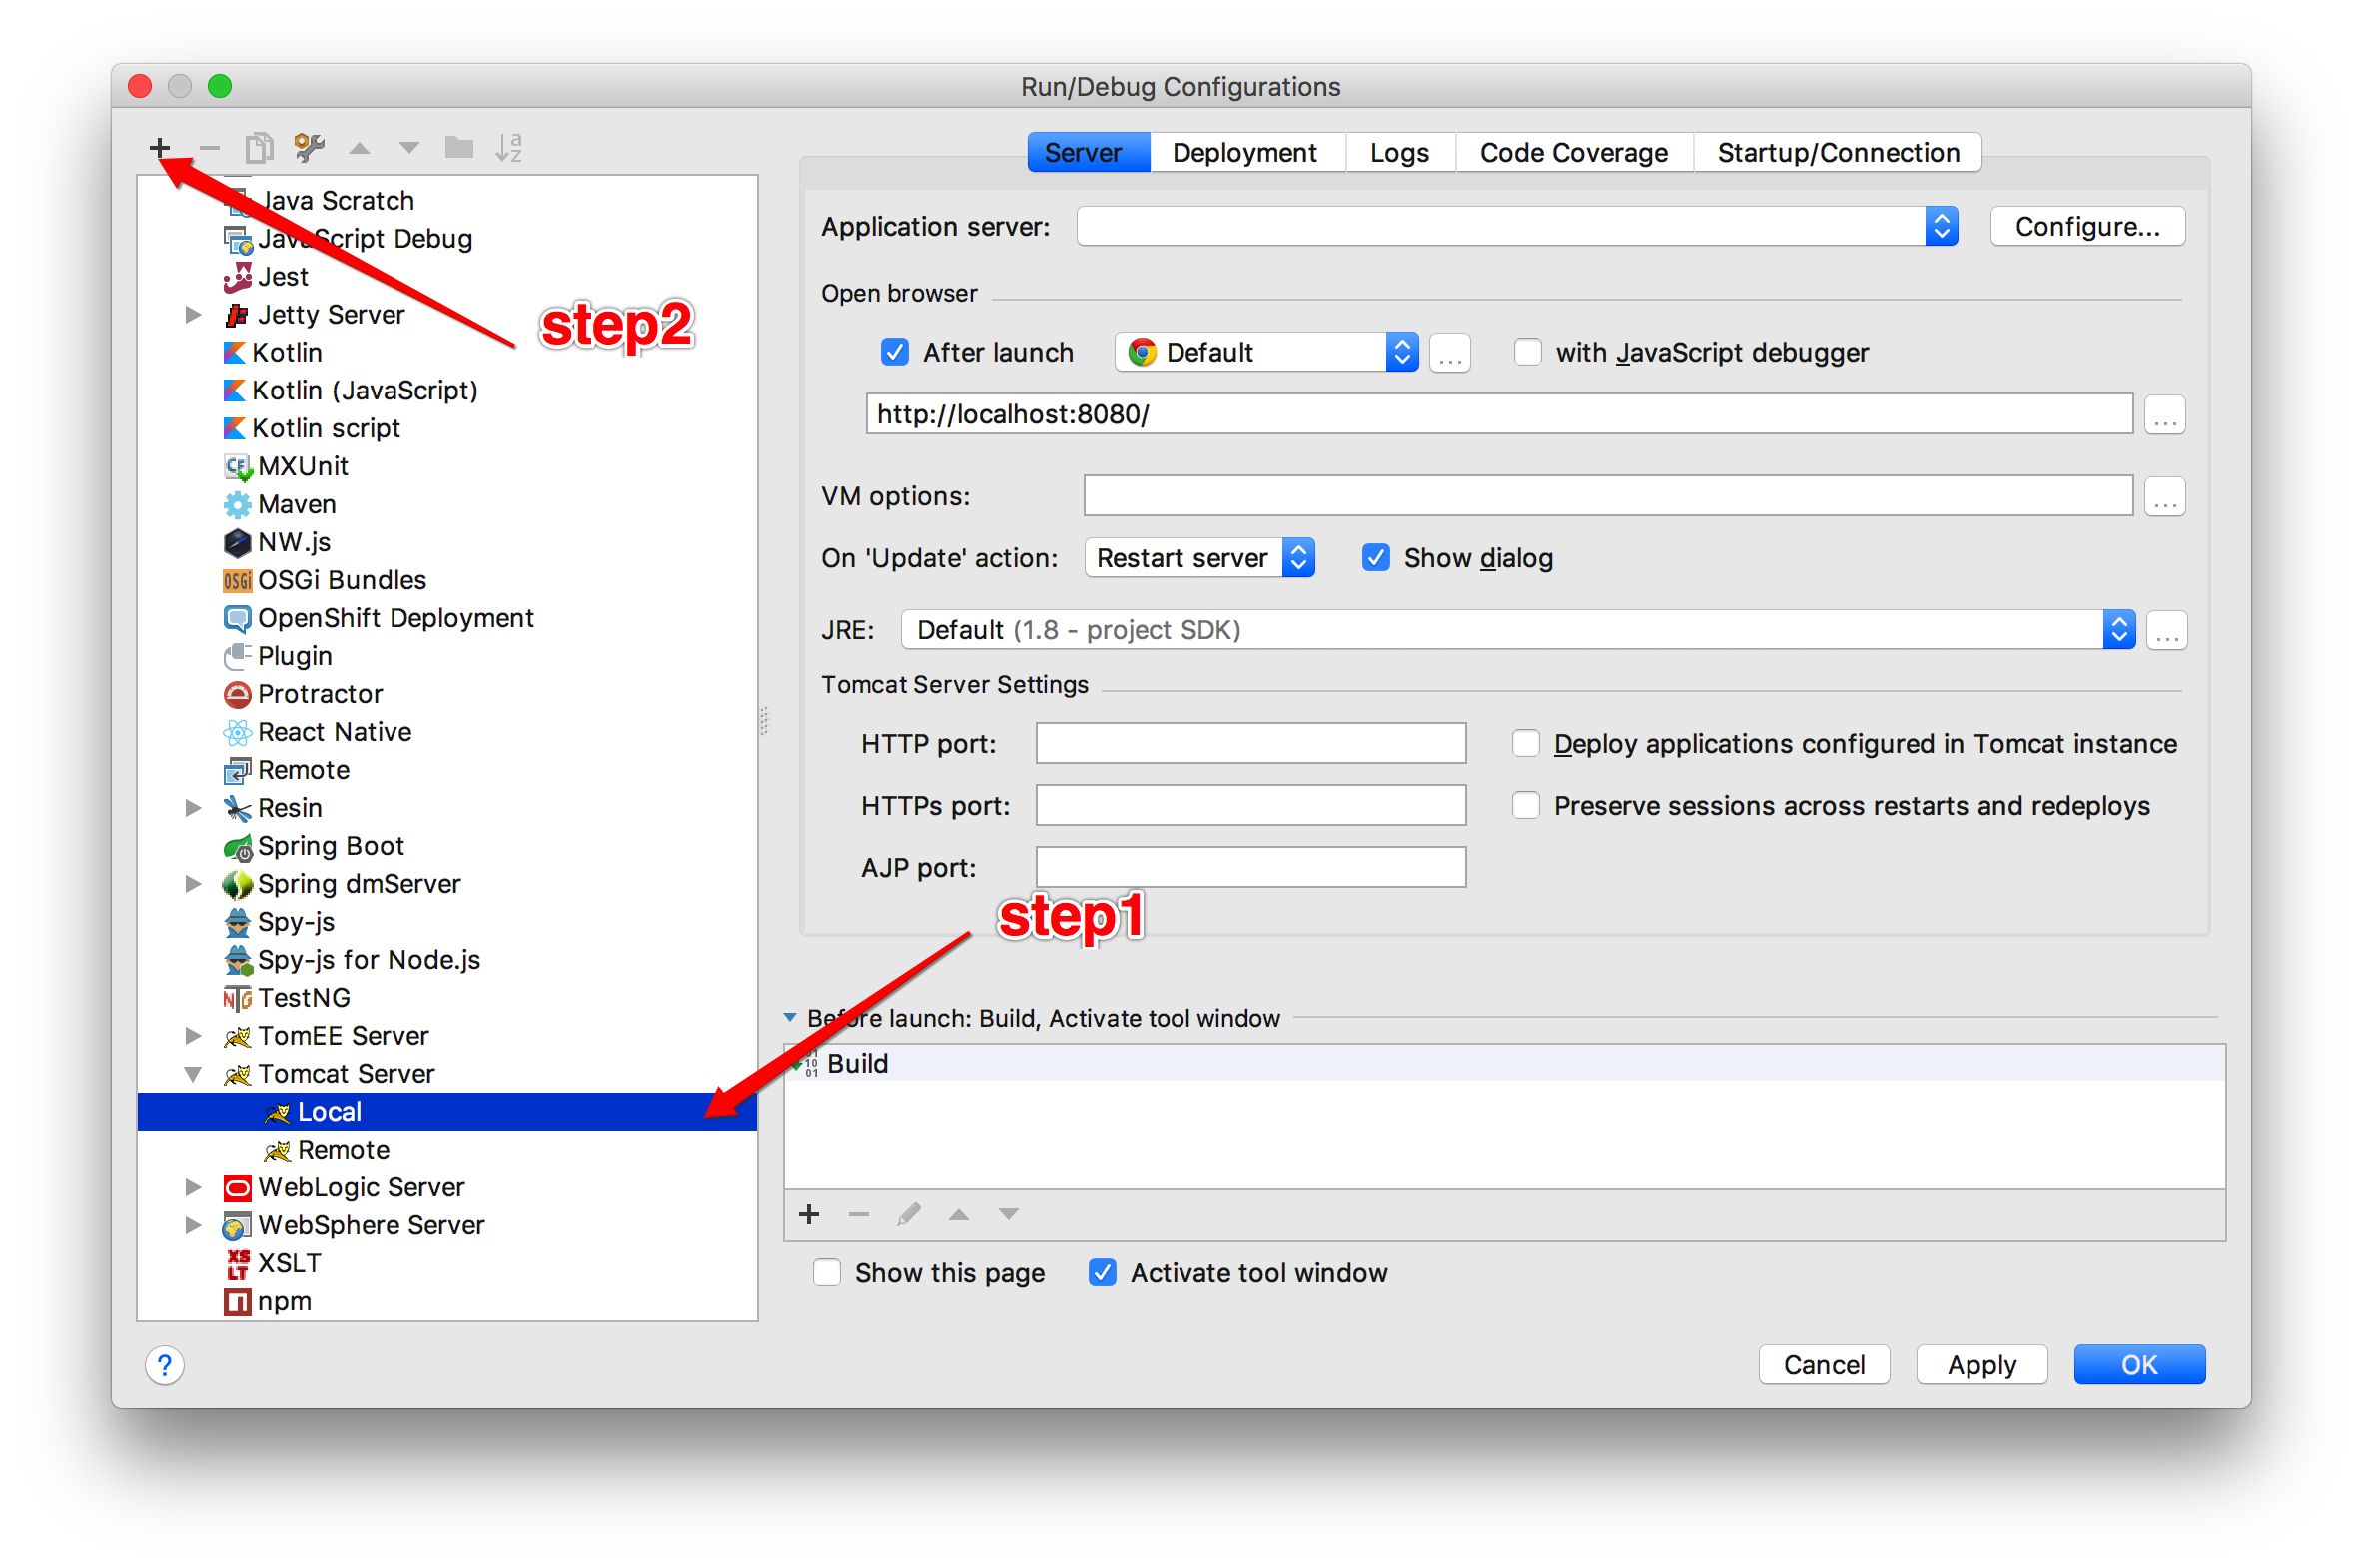 Run/Debug Configurations
Java Scratch
JavaScript Debug
Jest
Jetty Server
Kotlin
Kotlin (JavaScript)
Kotlin script
MXUnit
Maven
NW.js
OSGi Bundles
OpenShift Deployment
Plugin
Protractor
React Native
Remote
Resin
Spring Boot
Spring dmServer
Spy-js
Spy-js for Node.js
TestNG
TomEE Server
Tomcat Server
Local
Remote
WebLogic Server
WebSphere Server
XSLT
npm
step2
Server Deployment Logs Code Coverage Startup/Connection
Application server: Configure...
Open browser
After launch Default ... with JavaScript debugger
http://localhost:8080/ ...
VM options: ...
On 'Update' action: Restart server Show dialog
JRE: Default (1.8 - project SDK) ...
Tomcat Server Settings
HTTP port: Deploy applications configured in Tomcat instance
HTTPs port: Preserve sessions across restarts and redeploys
AJP port:
step1
Before launch: Build, Activate tool window
Build
Show this page Activate tool window
? Cancel Apply OK